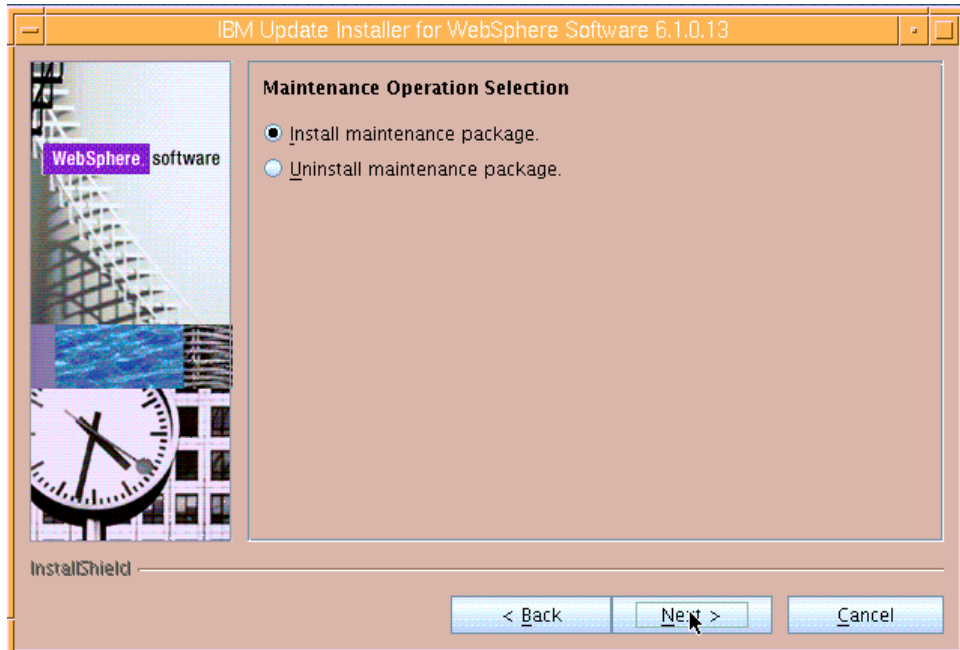 IBM Update Installer for WebSphere Software 6.1.0.13
WebSphere. software
Maintenance Operation Selection
Install maintenance package.
Uninstall maintenance package.
InstallShield
< Back
Next >
Cancel